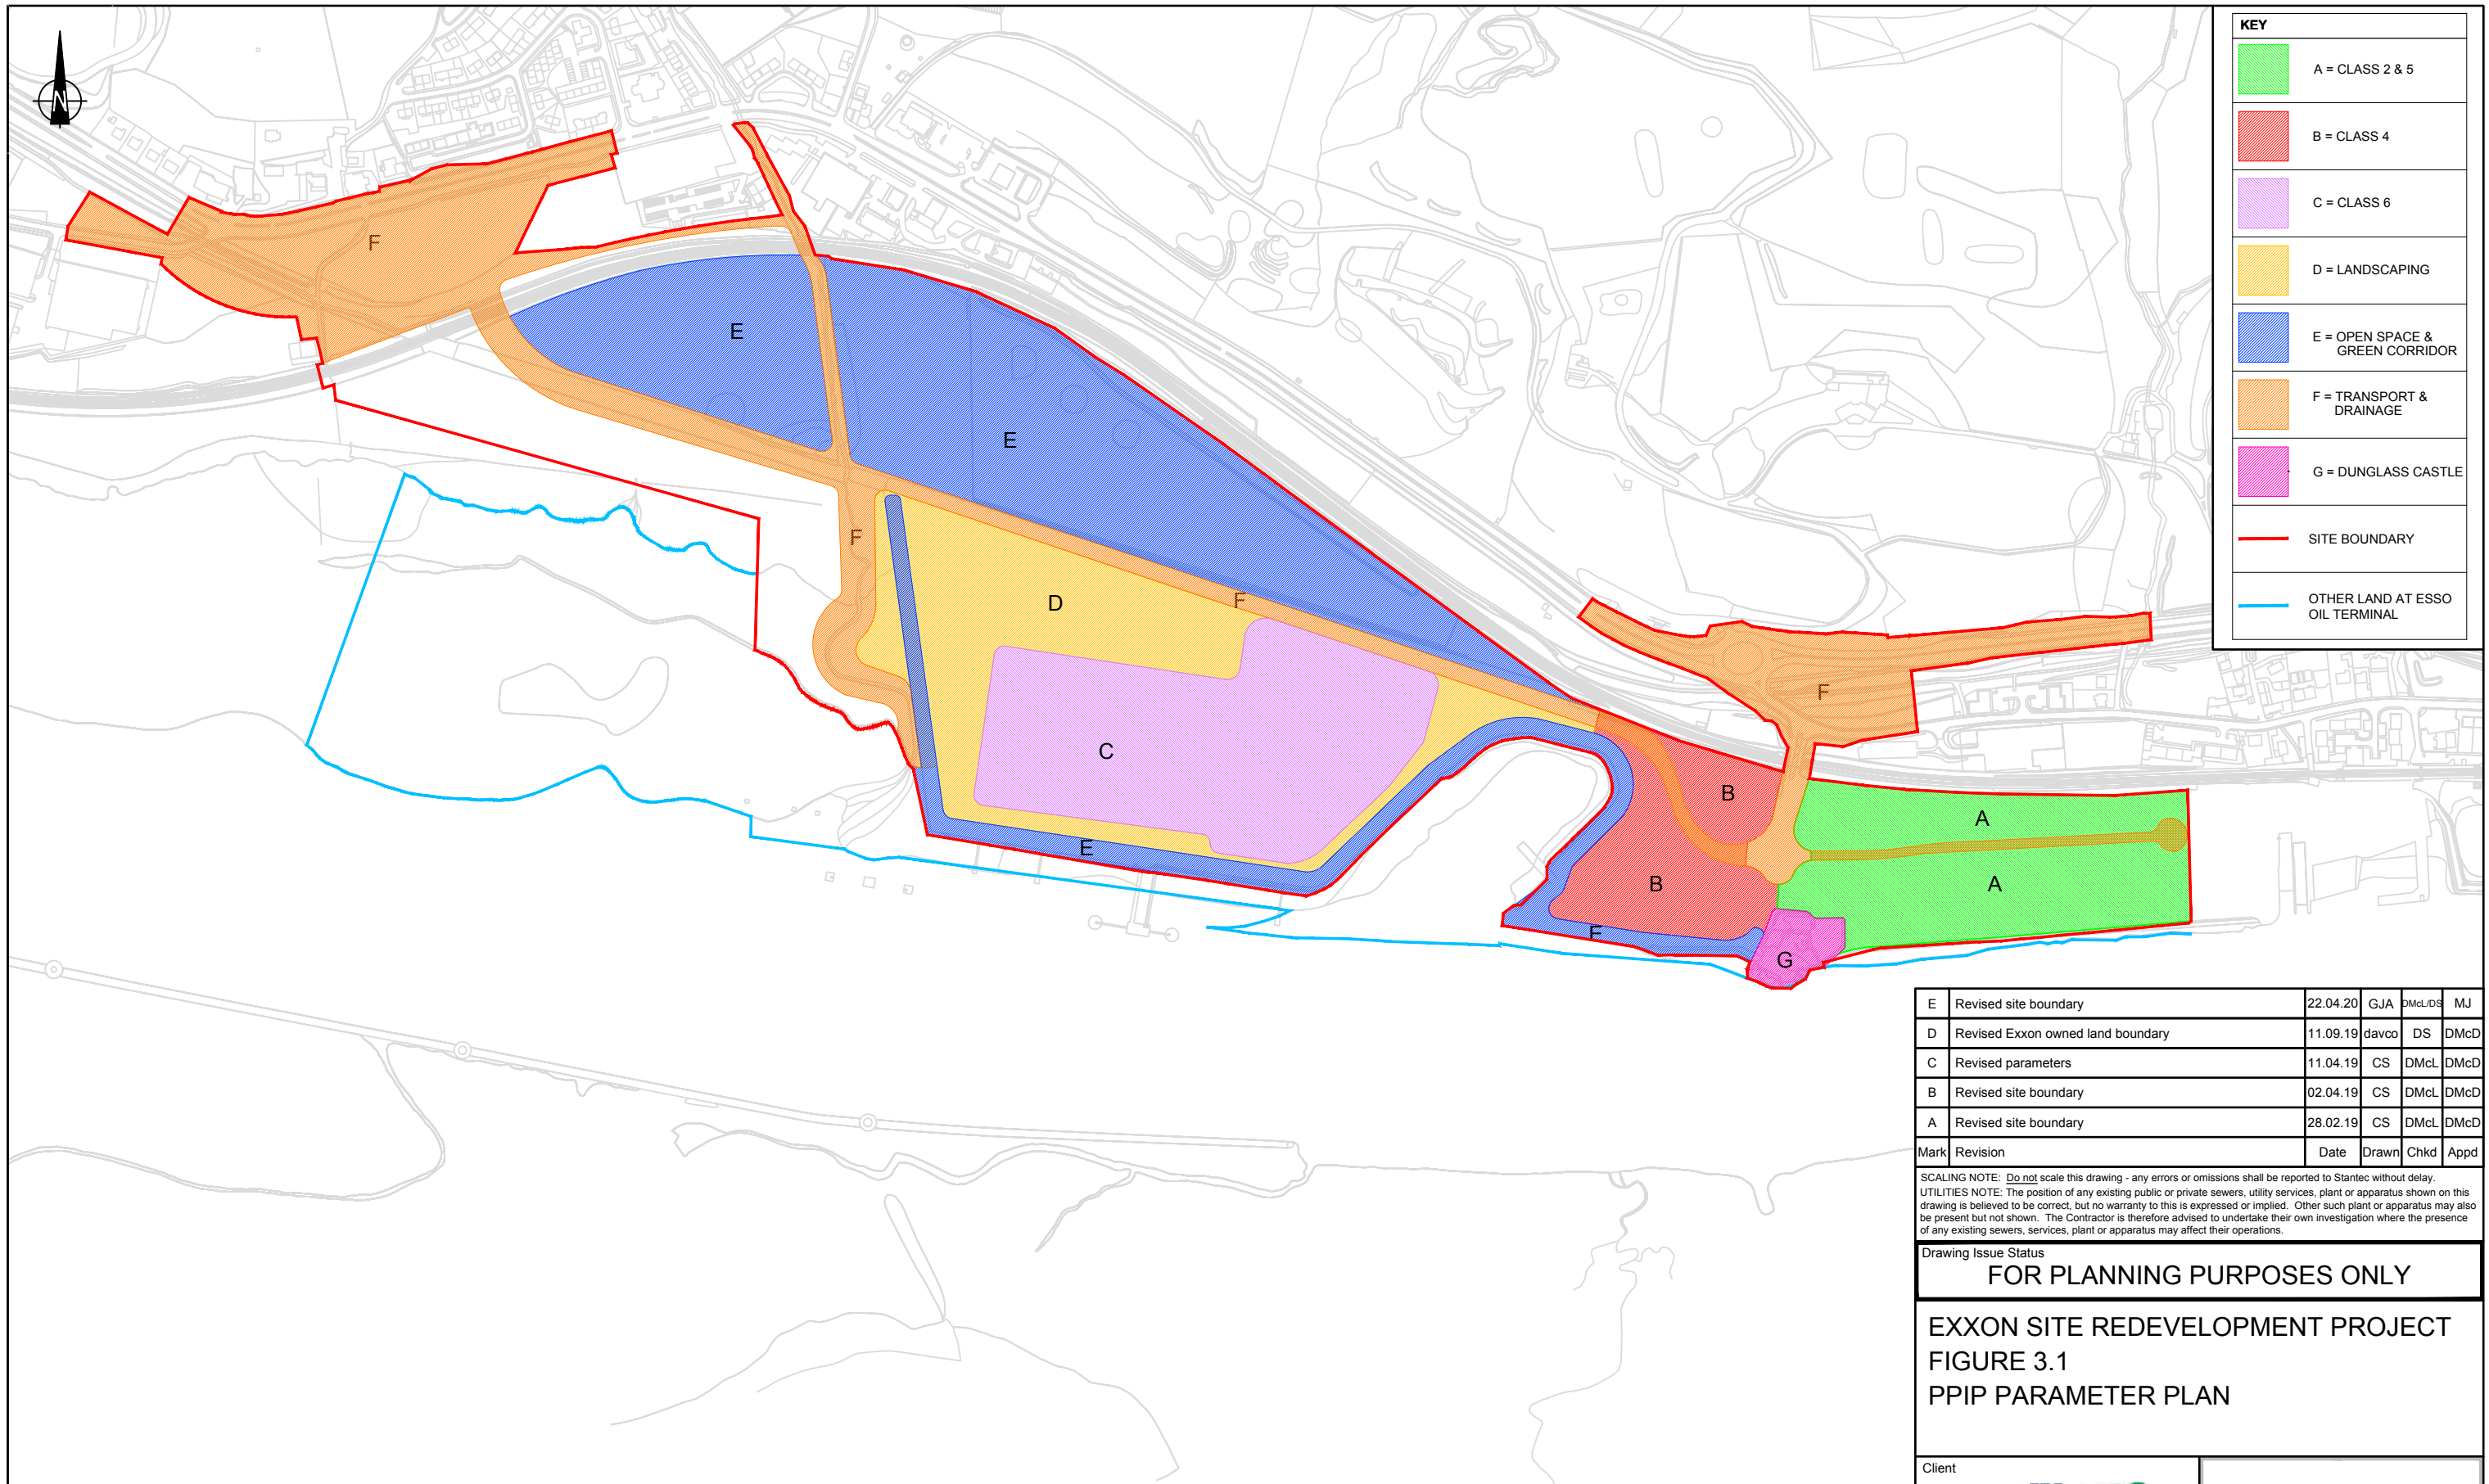 N
F
E
E
F
D
F
C
E
F
B
B
A
A
G
KEY
A = CLASS 2 & 5
B = CLASS 4
C = CLASS 6
D = LANDSCAPING
E = OPEN SPACE &
GREEN CORRIDOR
F = TRANSPORT &
DRAINAGE
G = DUNGLASS CASTLE
SITE BOUNDARY
OTHER LAND AT ESSO
OIL TERMINAL
E Revised site boundary 22.04.20 GJA DMcL/DS MJ
D Revised Exxon owned land boundary 11.09.19 davco DS DMcD
C Revised parameters 11.04.19 CS DMcL DMcD
B Revised site boundary 02.04.19 CS DMcL DMcD
A Revised site boundary 28.02.19 CS DMcL DMcD
Mark Revision Date Drawn Chkd Appd
SCALING NOTE: Do not scale this drawing - any errors or omissions shall be reported to Stantec without delay.
UTILITIES NOTE: The position of any existing public or private sewers, utility services, plant or apparatus shown on this
drawing is believed to be correct, but no warranty to this is expressed or implied. Other such plant or apparatus may also
be present but not shown. The Contractor is therefore advised to undertake their own investigation where the presence
of any existing sewers, services, plant or apparatus may affect their operations.
Drawing Issue Status
FOR PLANNING PURPOSES ONLY
EXXON SITE REDEVELOPMENT PROJECT
FIGURE 3.1
PPIP PARAMETER PLAN
Client